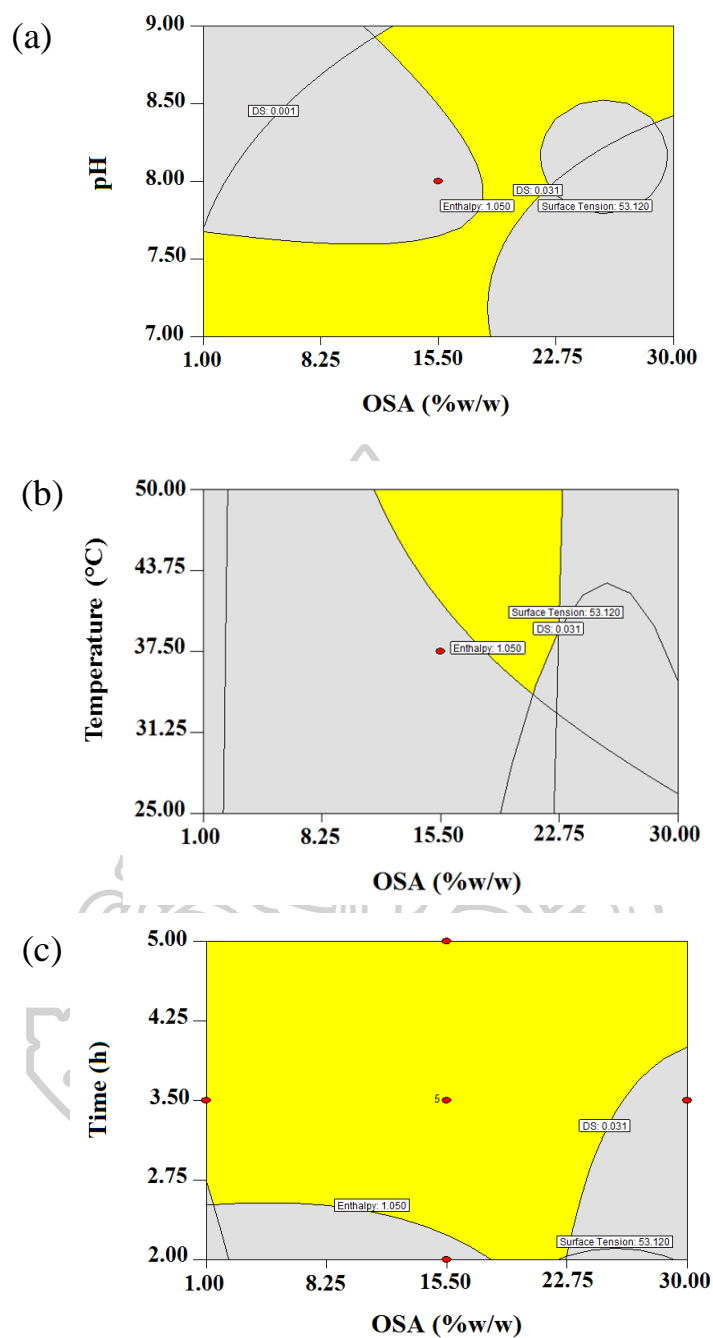 (a)
9.00
8.50
8.00
7.50
7.00
pH
DS: 0.001
DS: 0.031
Enthalpy: 1.050
Surface Tension: 53.120
1.00 8.25 15.50 22.75 30.00
OSA (%w/w)
(b)
50.00
43.75
37.50
31.25
25.00
Temperature (°C)
Surface Tension: 53.120
DS: 0.031
Enthalpy: 1.050
1.00 8.25 15.50 22.75 30.00
OSA (%w/w)
(c)
5.00
4.25
3.50
2.75
2.00
Time (h)
5
DS: 0.031
Enthalpy: 1.050
Surface Tension: 53.120
1.00 8.25 15.50 22.75 30.00
OSA (%w/w)